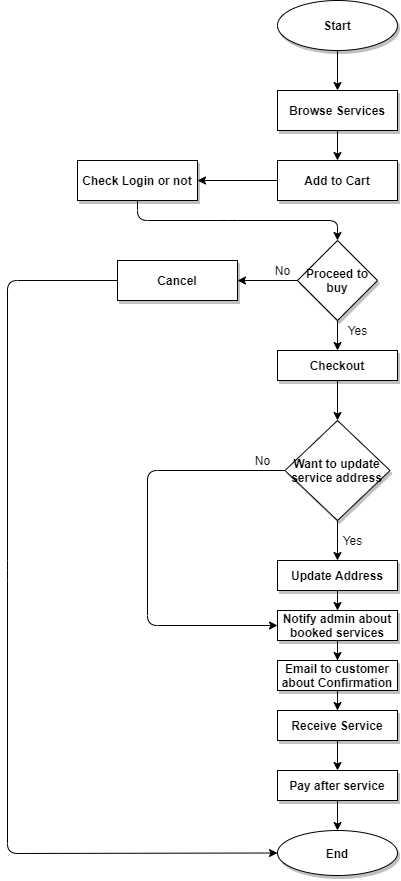 Start
Browse Services
Check Login or not
Add to Cart
No
Proceed to
buy
Cancel
Yes
Checkout
No
Want to update
service address
Yes
Update Address
Notify admin about
booked services
Email to customer
about Confirmation
Receive Service
Pay after service
End